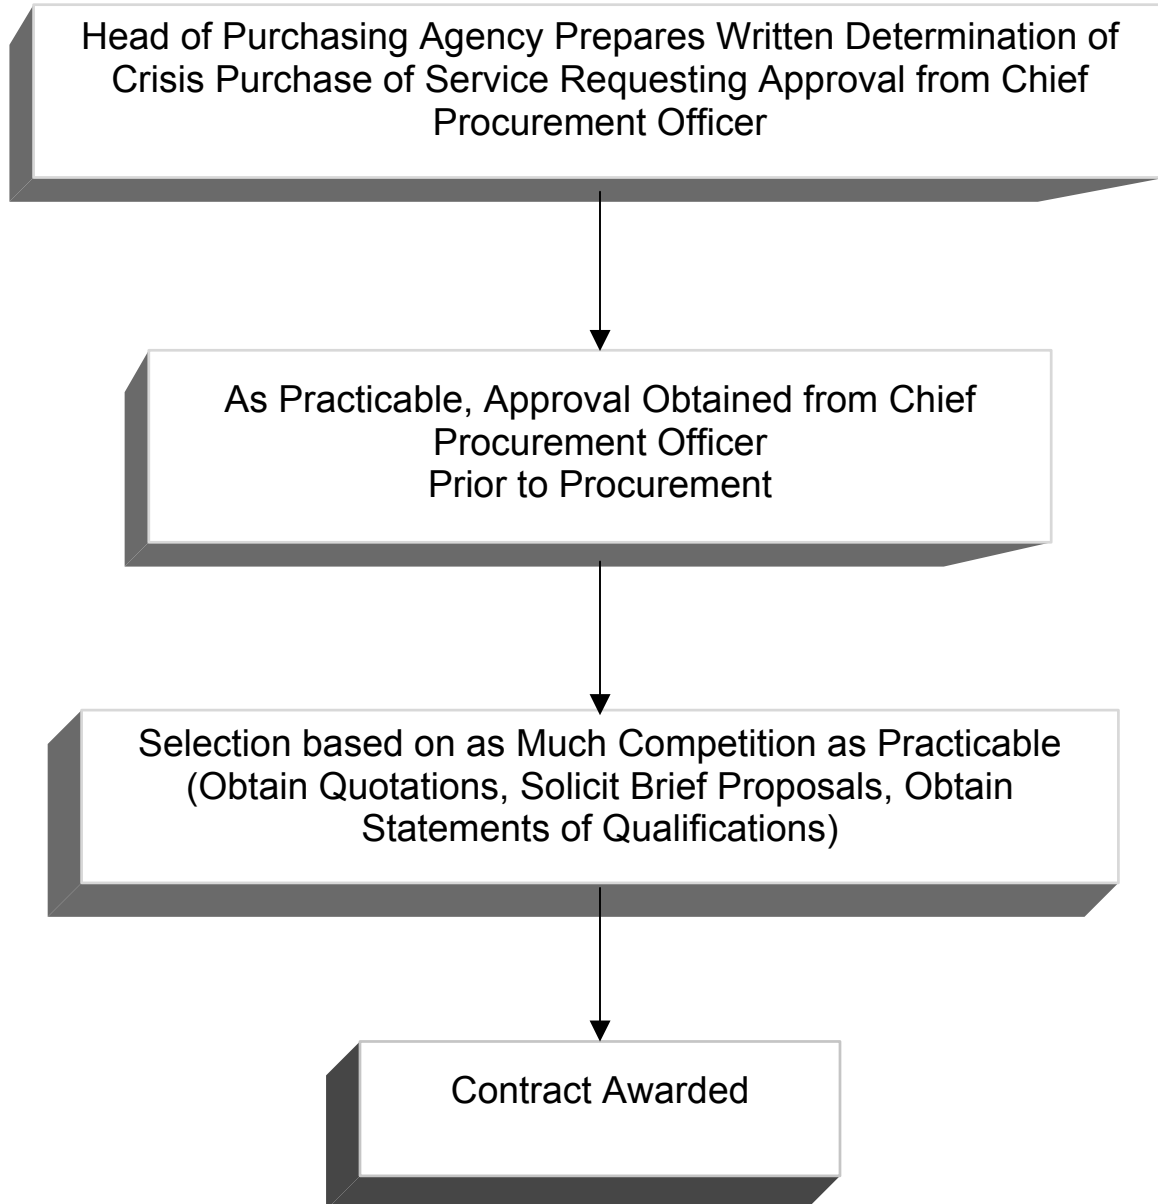 Head of Purchasing Agency Prepares Written Determination of
Crisis Purchase of Service Requesting Approval from Chief
Procurement Officer
As Practicable, Approval Obtained from Chief
Procurement Officer
Prior to Procurement
Selection based on as Much Competition as Practicable
(Obtain Quotations, Solicit Brief Proposals, Obtain
Statements of Qualifications)
Contract Awarded